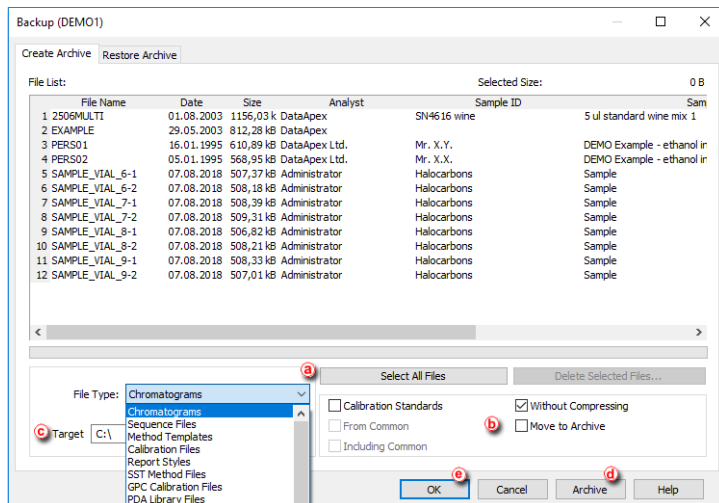 Backup (DEMO1)
Create Archive Restore Archive
File List: Selected Size: 0 B
File Name Date Size Analyst Sample ID Sam
1 2506MULTI 01.08.2003 1156,03 k DataApex SN4616 wine 5 ul standard wine mix 1
2 EXAMPLE 29.05.2003 812,28 kB DataApex
3 PERS01 16.01.1995 610,89 kB DataApex Ltd. Mr. X.Y. DEMO Example - ethanol in
4 PERS02 05.01.1995 568,95 kB DataApex Ltd. Mr. X.X. DEMO Example - ethanol in
5 SAMPLE_VIAL_6-1 07.08.2018 507,37 kB Administrator Halocarbons Sample
6 SAMPLE_VIAL_6-2 07.08.2018 508,18 kB Administrator Halocarbons Sample
7 SAMPLE_VIAL_7-1 07.08.2018 508,39 kB Administrator Halocarbons Sample
8 SAMPLE_VIAL_7-2 07.08.2018 509,31 kB Administrator Halocarbons Sample
9 SAMPLE_VIAL_8-1 07.08.2018 506,82 kB Administrator Halocarbons Sample
10 SAMPLE_VIAL_8-2 07.08.2018 508,21 kB Administrator Halocarbons Sample
11 SAMPLE_VIAL_9-1 07.08.2018 508,33 kB Administrator Halocarbons Sample
12 SAMPLE_VIAL_9-2 07.08.2018 507,01 kB Administrator Halocarbons Sample
a Select All Files Delete Selected Files...
File Type: Chromatograms
Chromatograms
Sequence Files
Method Templates
Calibration Files
Report Styles
SST Method Files
GPC Calibration Files
PDA Library Files
c Target C:\
Calibration Standards Without Compressing
From Common b Move to Archive
Including Common
e d
OK Cancel Archive Help